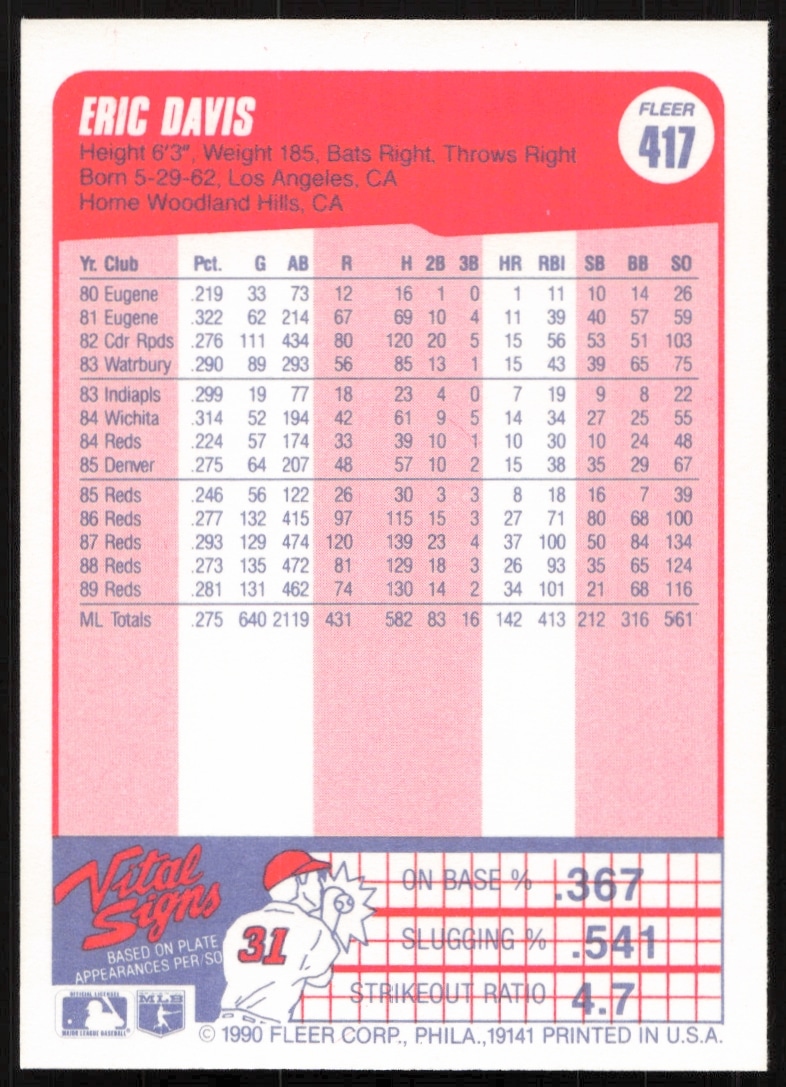 ERIC DAVIS
FLEER
417
Height 6'3", Weight 185, Bats Right, Throws Right
Born 5-29-62, Los Angeles, CA
Home Woodland Hills, CA
Yr. Club Pct. G AB R H 2B 3B HR RBI SB BB SO
80 Eugene .219 33 73 12 16 1 0 1 11 10 14 26
81 Eugene .322 62 214 67 69 10 4 11 39 40 57 59
82 Cdr Rpds .276 111 434 80 120 20 5 15 56 53 51 103
83 Watrbury .290 89 293 56 85 13 1 15 43 39 65 75
83 Indiapls .299 19 77 18 23 4 0 7 19 9 8 22
84 Wichita .314 52 194 42 61 9 5 14 34 27 25 55
84 Reds .224 57 174 33 39 10 1 10 30 10 24 48
85 Denver .275 64 207 48 57 10 2 15 38 35 29 67
85 Reds .246 56 122 26 30 3 3 8 18 16 7 39
86 Reds .277 132 415 97 115 15 3 27 71 80 68 100
87 Reds .293 129 474 120 139 23 4 37 100 50 84 134
88 Reds .273 135 472 81 129 18 3 26 93 35 65 124
89 Reds .281 131 462 74 130 14 2 34 101 21 68 116
ML Totals .275 640 2119 431 582 83 16 142 413 212 316 561
Vital
Signs
BASED ON PLATE
APPEARANCES PER/SO
31
ON BASE % .367
SLUGGING % .541
STRIKEOUT RATIO 4.7
OFFICIAL LICENSEE
MAJOR LEAGUE BASEBALL
MLB
© 1990 FLEER CORP., PHILA.,19141 PRINTED IN U.S.A.